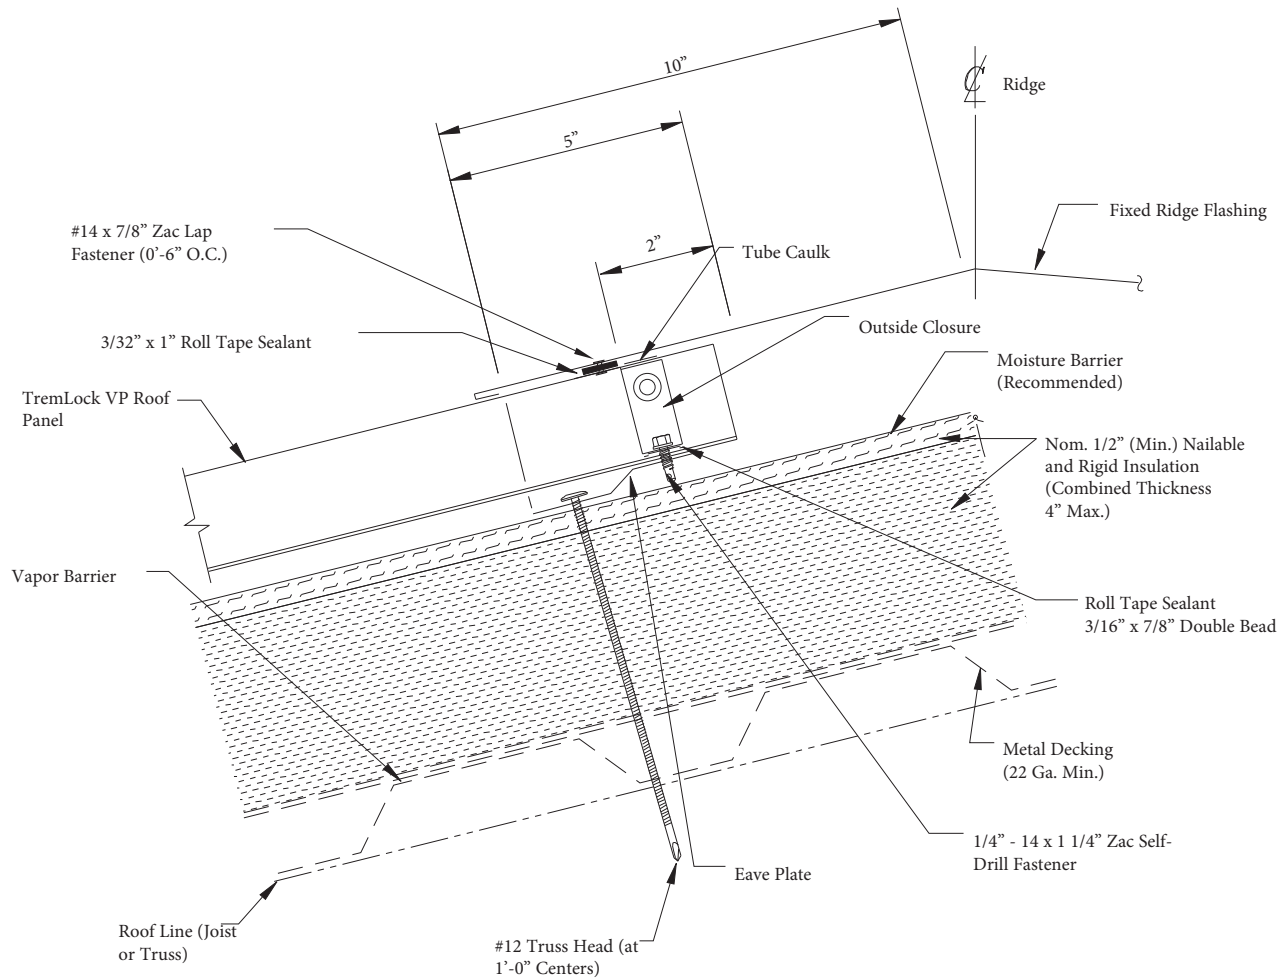 10”
5”
2”
℄ Ridge
Fixed Ridge Flashing
#14 x 7/8” Zac Lap
Fastener (0’-6” O.C.)
Tube Caulk
3/32” x 1” Roll Tape Sealant
Outside Closure
Moisture Barrier
(Recommended)
TremLock VP Roof
Panel
Nom. 1/2” (Min.) Nailable
and Rigid Insulation
(Combined Thickness
4” Max.)
Vapor Barrier
Roll Tape Sealant
3/16” x 7/8” Double Bead
Metal Decking
(22 Ga. Min.)
1/4” - 14 x 1 1/4” Zac Self-
Drill Fastener
Eave Plate
Roof Line (Joist
or Truss)
#12 Truss Head (at
1’-0” Centers)